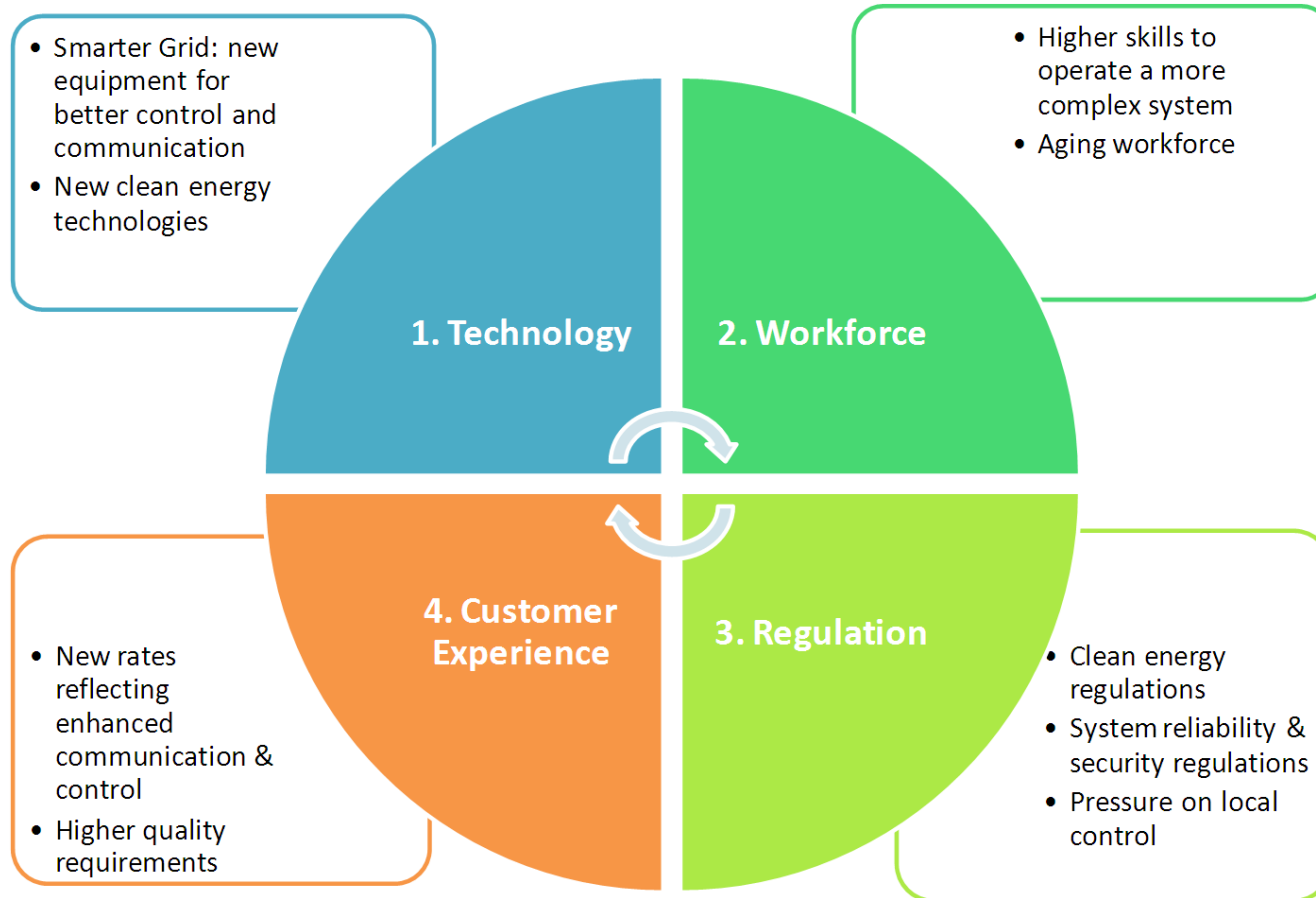 • Smarter Grid: new
equipment for
better control and
communication
• New clean energy
technologies
• Higher skills to
operate a more
complex system
• Aging workforce
1. Technology
2. Workforce
4. Customer
Experience
3. Regulation
• New rates
reflecting
enhanced
communication &
control
• Higher quality
requirements
• Clean energy
regulations
• System reliability &
security regulations
• Pressure on local
control